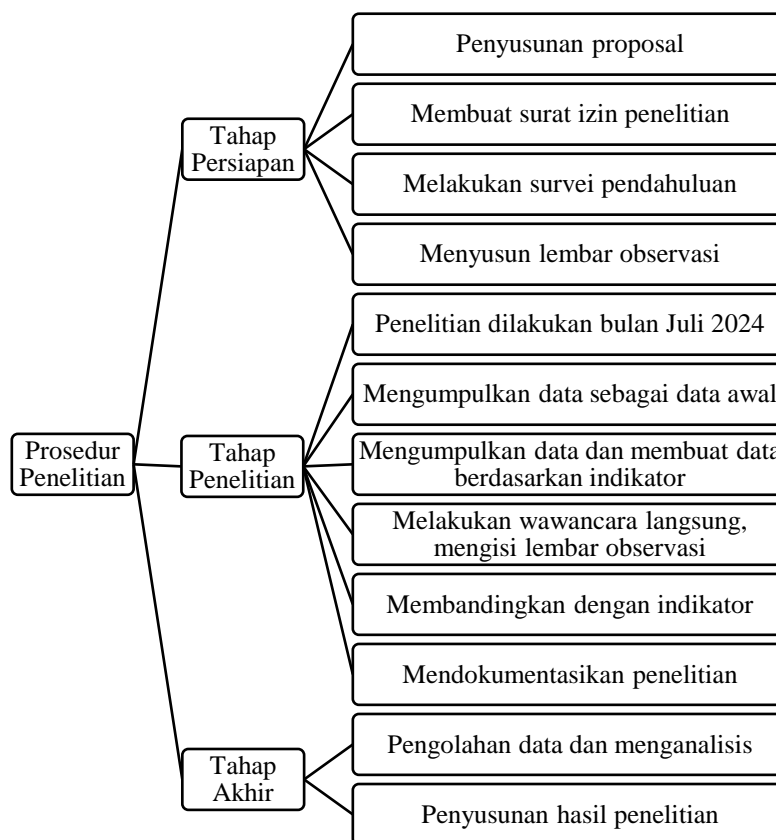 Prosedur
Penelitian
Tahap
Persiapan
Penyusunan proposal
Membuat surat izin penelitian
Melakukan survei pendahuluan
Menyusun lembar observasi
Tahap
Penelitian
Penelitian dilakukan bulan Juli 2024
Mengumpulkan data sebagai data awal
Mengumpulkan data dan membuat data
berdasarkan indikator
Melakukan wawancara langsung,
mengisi lembar observasi
Membandingkan dengan indikator
Mendokumentasikan penelitian
Tahap
Akhir
Pengolahan data dan menganalisis
Penyusunan hasil penelitian